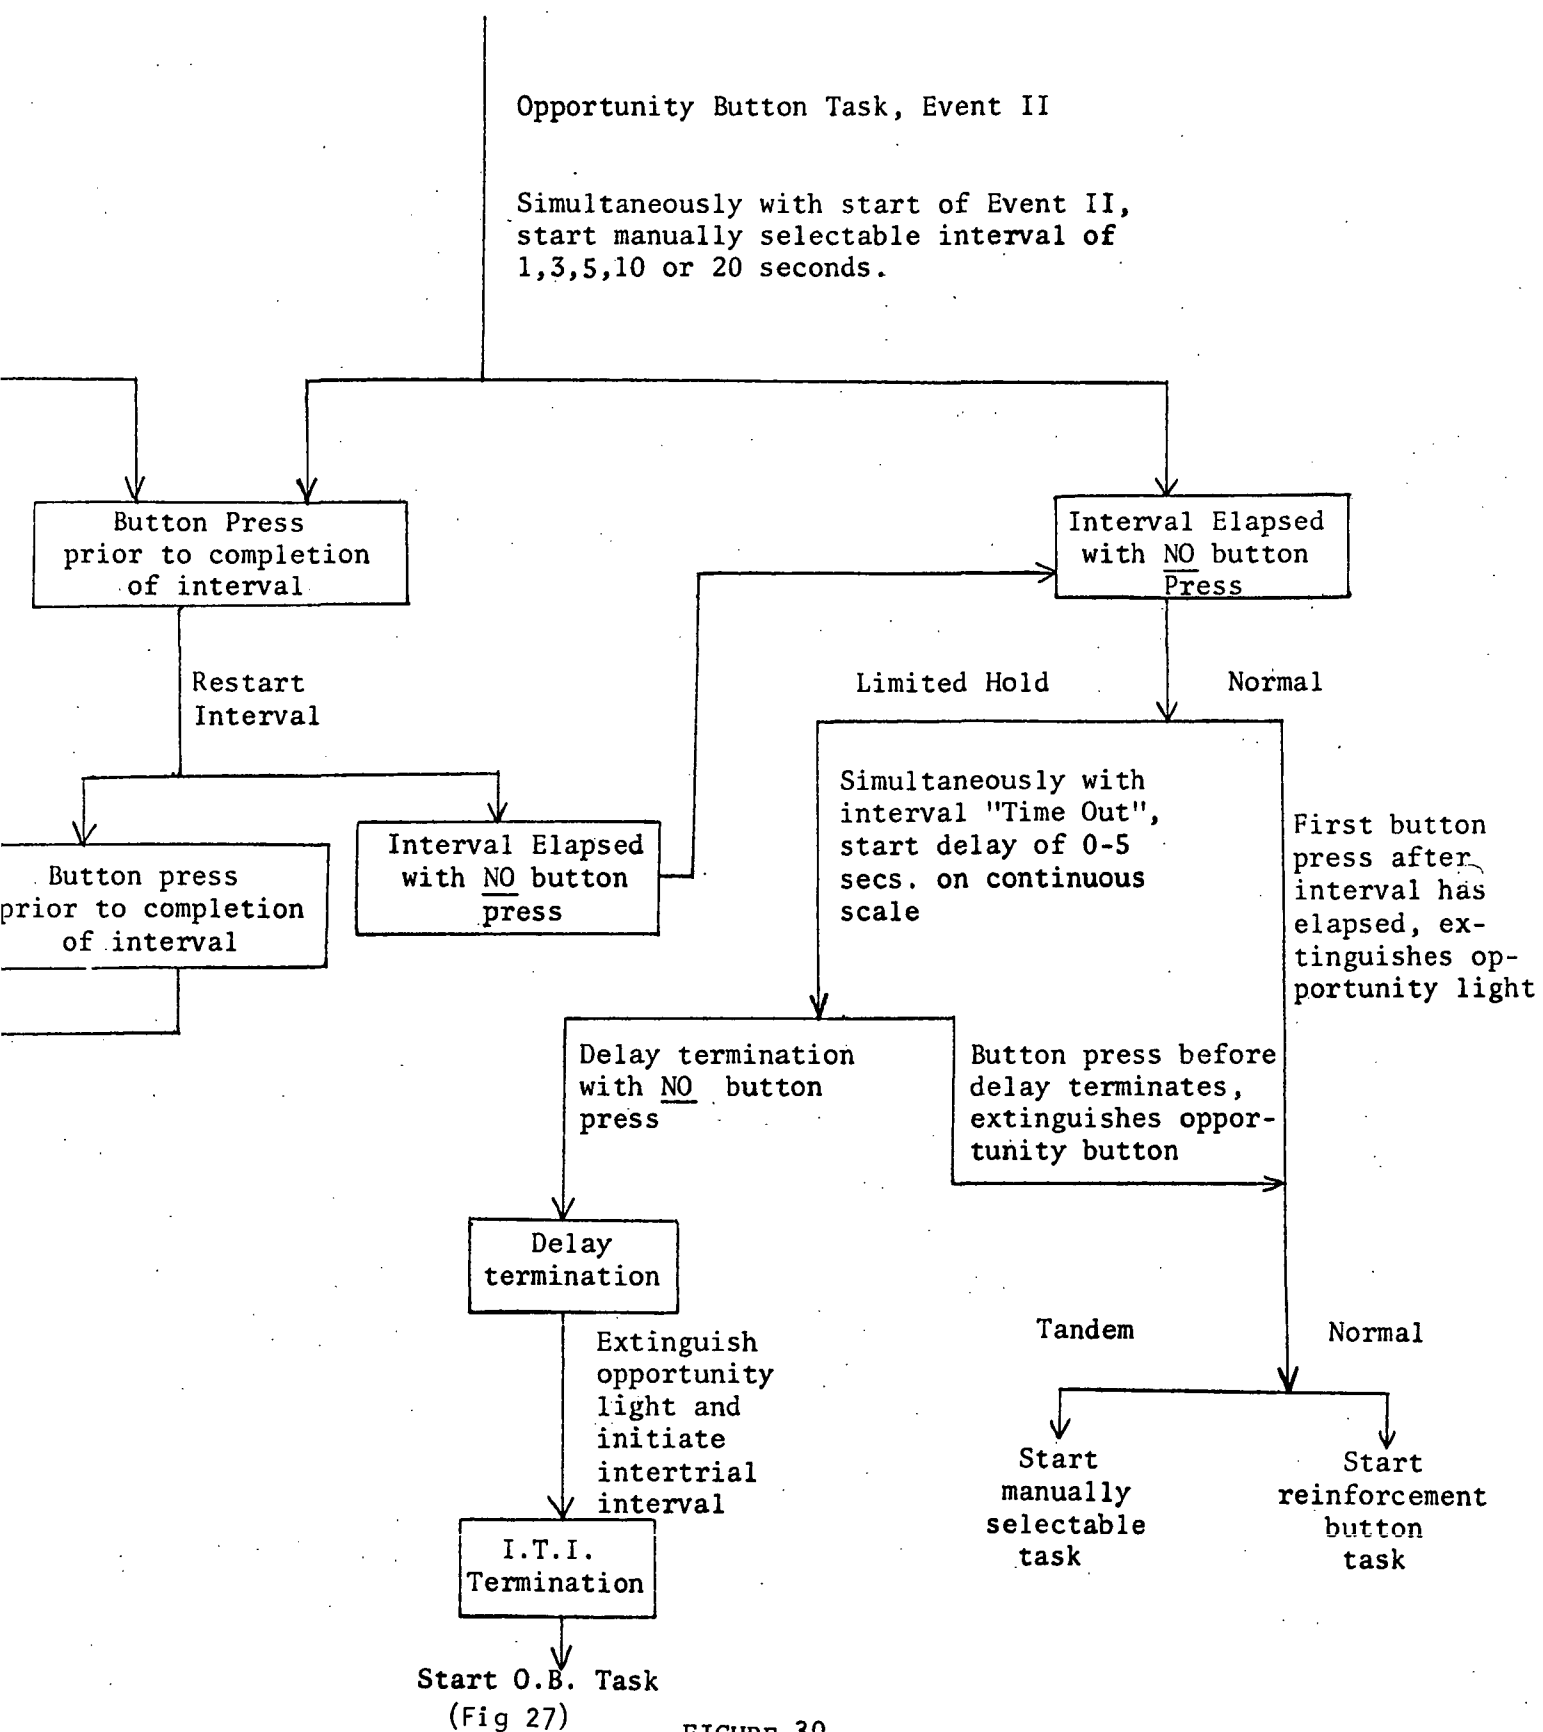 Opportunity Button Task, Event II
Simultaneously with start of Event II,
start manually selectable interval of
1,3,5,10 or 20 seconds.
Button Press
prior to completion
of interval
Interval Elapsed
with NO button
Press
Restart
Interval
Limited Hold
Normal
Simultaneously with
interval "Time Out",
start delay of 0-5
secs. on continuous
scale
First button
press after
interval has
elapsed, ex-
tinguishes op-
portunity light
Button press
prior to completion
of interval
Interval Elapsed
with NO button
press
Delay termination
with NO button
press
Button press before
delay terminates,
extinguishes oppor-
tunity button
Delay
termination
Extinguish
opportunity
light and
initiate
intertrial
interval
Tandem
Normal
Start
manually
selectable
task
Start
reinforcement
button
task
I.T.I.
Termination
Start O.B. Task
(Fig 27)